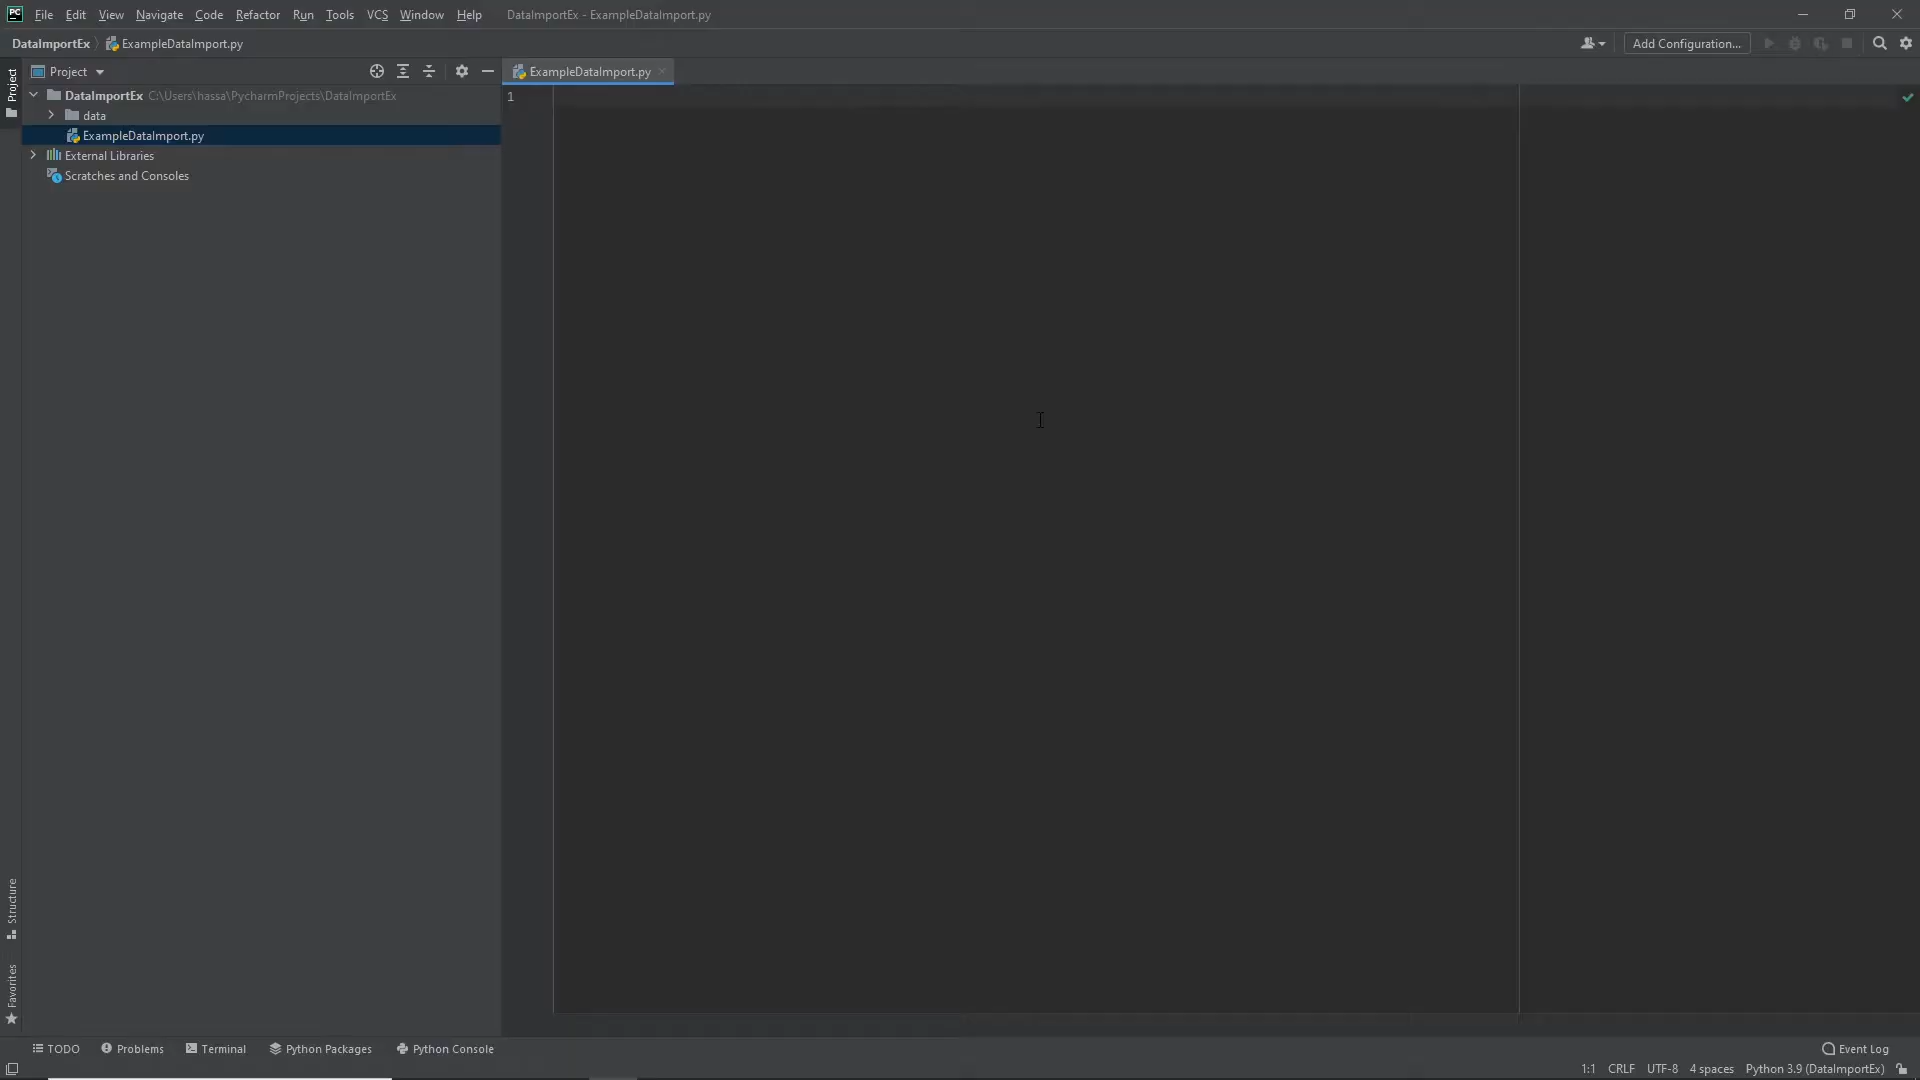 PC File Edit View Navigate Code Refactor Run Tools VCS Window Help DataImportEx - ExampleDataImport.py
DataImportEx ExampleDataImport.py Add Configuration...
Project
Project ExampleDataImport.py
DataImportEx C:\Users\hassa\PycharmProjects\DataImportEx
1
data
ExampleDataImport.py
External Libraries
Scratches and Consoles
Structure
Favorites
TODO Problems Terminal Python Packages Python Console Event Log
1:1 CRLF UTF-8 4 spaces Python 3.9 (DataImportEx)